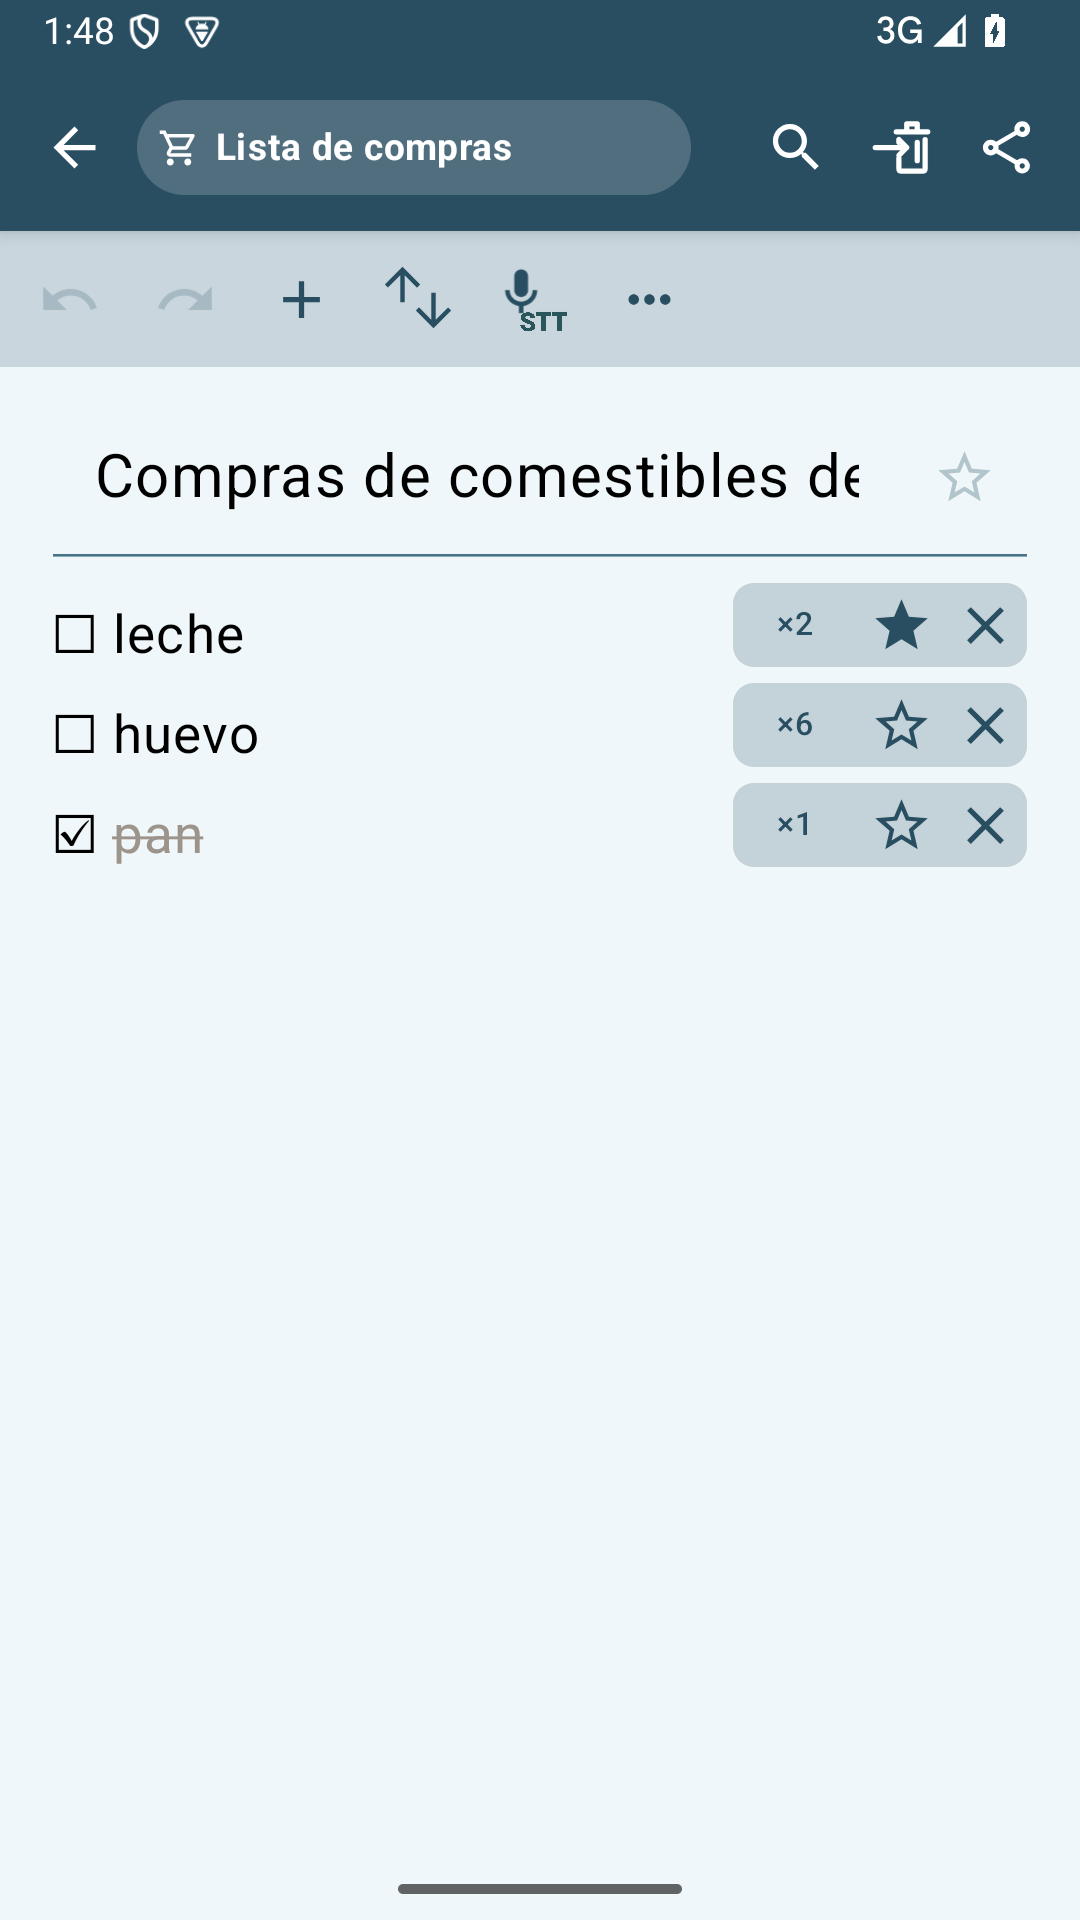 1:48
3G
Lista de compras
STT
Compras de comestibles de
leche
×2
huevo
×6
pan
×1